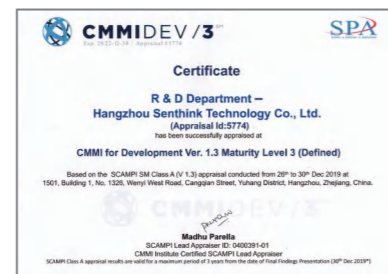 CMMIDEV / 3 SM
Exp. 2022-12-30 / Appraisal #5774
SPA
Certificate
R & D Department –
Hangzhou Senthink Technology Co., Ltd.
(Appraisal Id:5774)
has been successfully appraised at
CMMI for Development Ver. 1.3 Maturity Level 3 (Defined)
Based on the SCAMPI SM Class A (V 1.3) appraisal conducted from 26th to 30th Dec 2019 at
1501, Building 1, No. 1326, Wenyi West Road, Cangqian Street, Yuhang District, Hangzhou, Zhejiang, China.
CMMIDEV/3
Madhu Parella
SCAMPI Lead Appraiser ID: 0400391-01
CMMI Institute Certified SCAMPI Lead Appraiser
SCAMPI Class A appraisal results are valid for a maximum period of 3 years from the date of Final Findings Presentation (30th Dec 2019*)